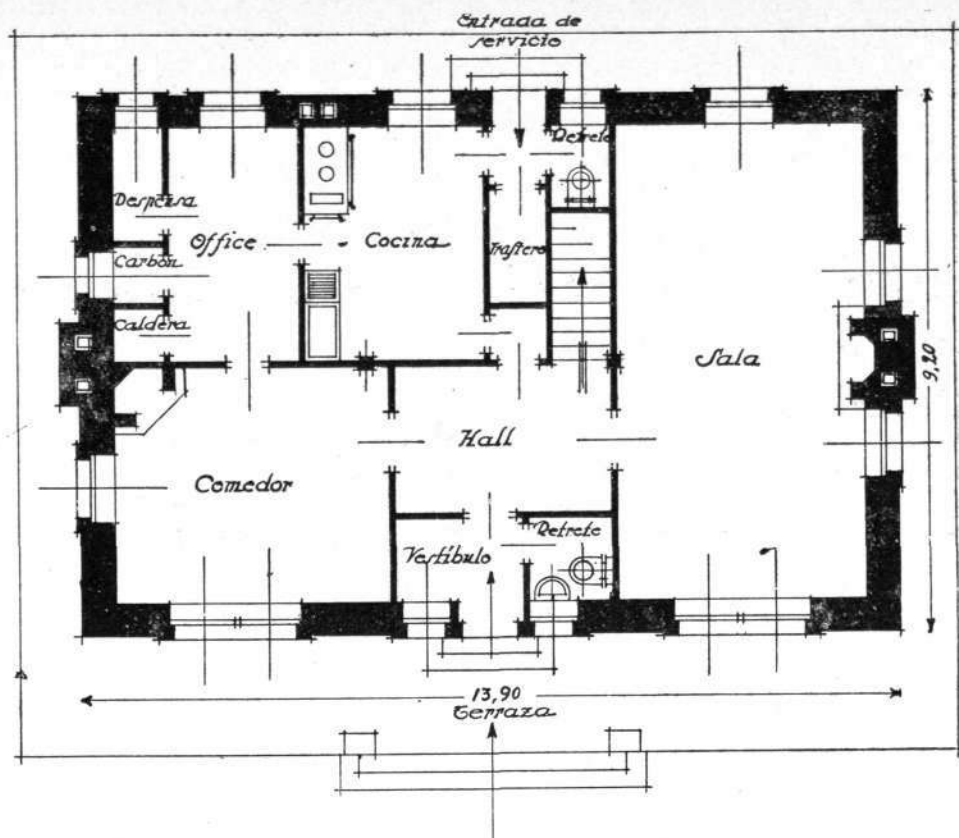 Entrada de
servicio
Retrete
Despensa
Office
Cocina
Trastero
Carbón
Caldera
Sala
9,20
Hall
Comedor
Vestíbulo
Retrete
13,90
Terraza